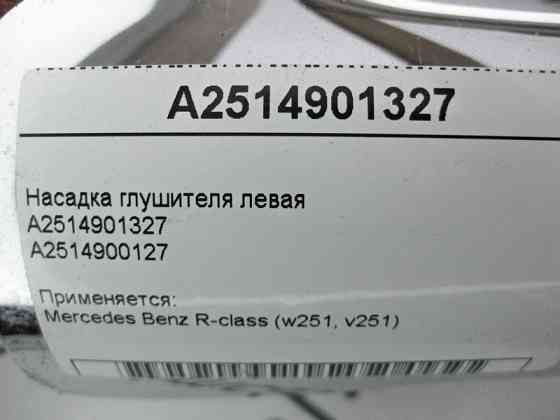 A2514901327
Насадка глушителя левая
A2514901327
A2514900127
Применяется:
Mercedes Benz R-class (w251, v251)